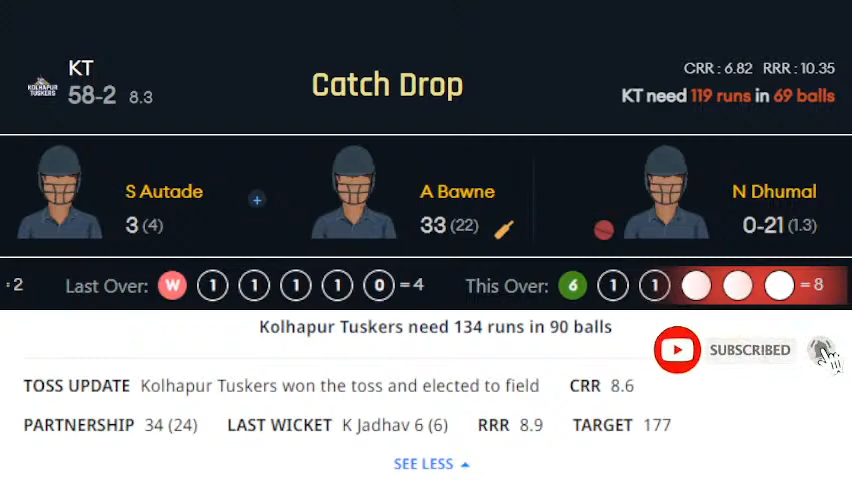 KT
58-2 8.3
KOLHAPUR
TUSKERS
Catch Drop
CRR : 6.82 RRR : 10.35
KT need 119 runs in 69 balls
S Autade
3 (4)
+
A Bawne
33 (22)
N Dhumal
0-21 (1.3)
: 2 Last Over: W 1 1 1 1 0 = 4 This Over: 6 1 1 = 8
Kolhapur Tuskers need 134 runs in 90 balls
SUBSCRIBED
TOSS UPDATE Kolhapur Tuskers won the toss and elected to field CRR 8.6
PARTNERSHIP 34 (24) LAST WICKET K Jadhav 6 (6) RRR 8.9 TARGET 177
SEE LESS